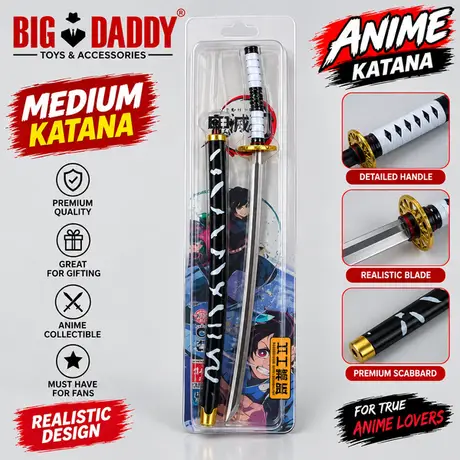 BIG DADDY®
TOYS & ACCESSORIES
MEDIUM
KATANA
PREMIUM
QUALITY
GREAT
FOR GIFTING
ANIME
COLLECTIBLE
MUST HAVE
FOR FANS
REALISTIC
DESIGN
ANIME
KATANA
DETAILED HANDLE
REALISTIC BLADE
PREMIUM SCABBARD
FOR TRUE
ANIME LOVERS